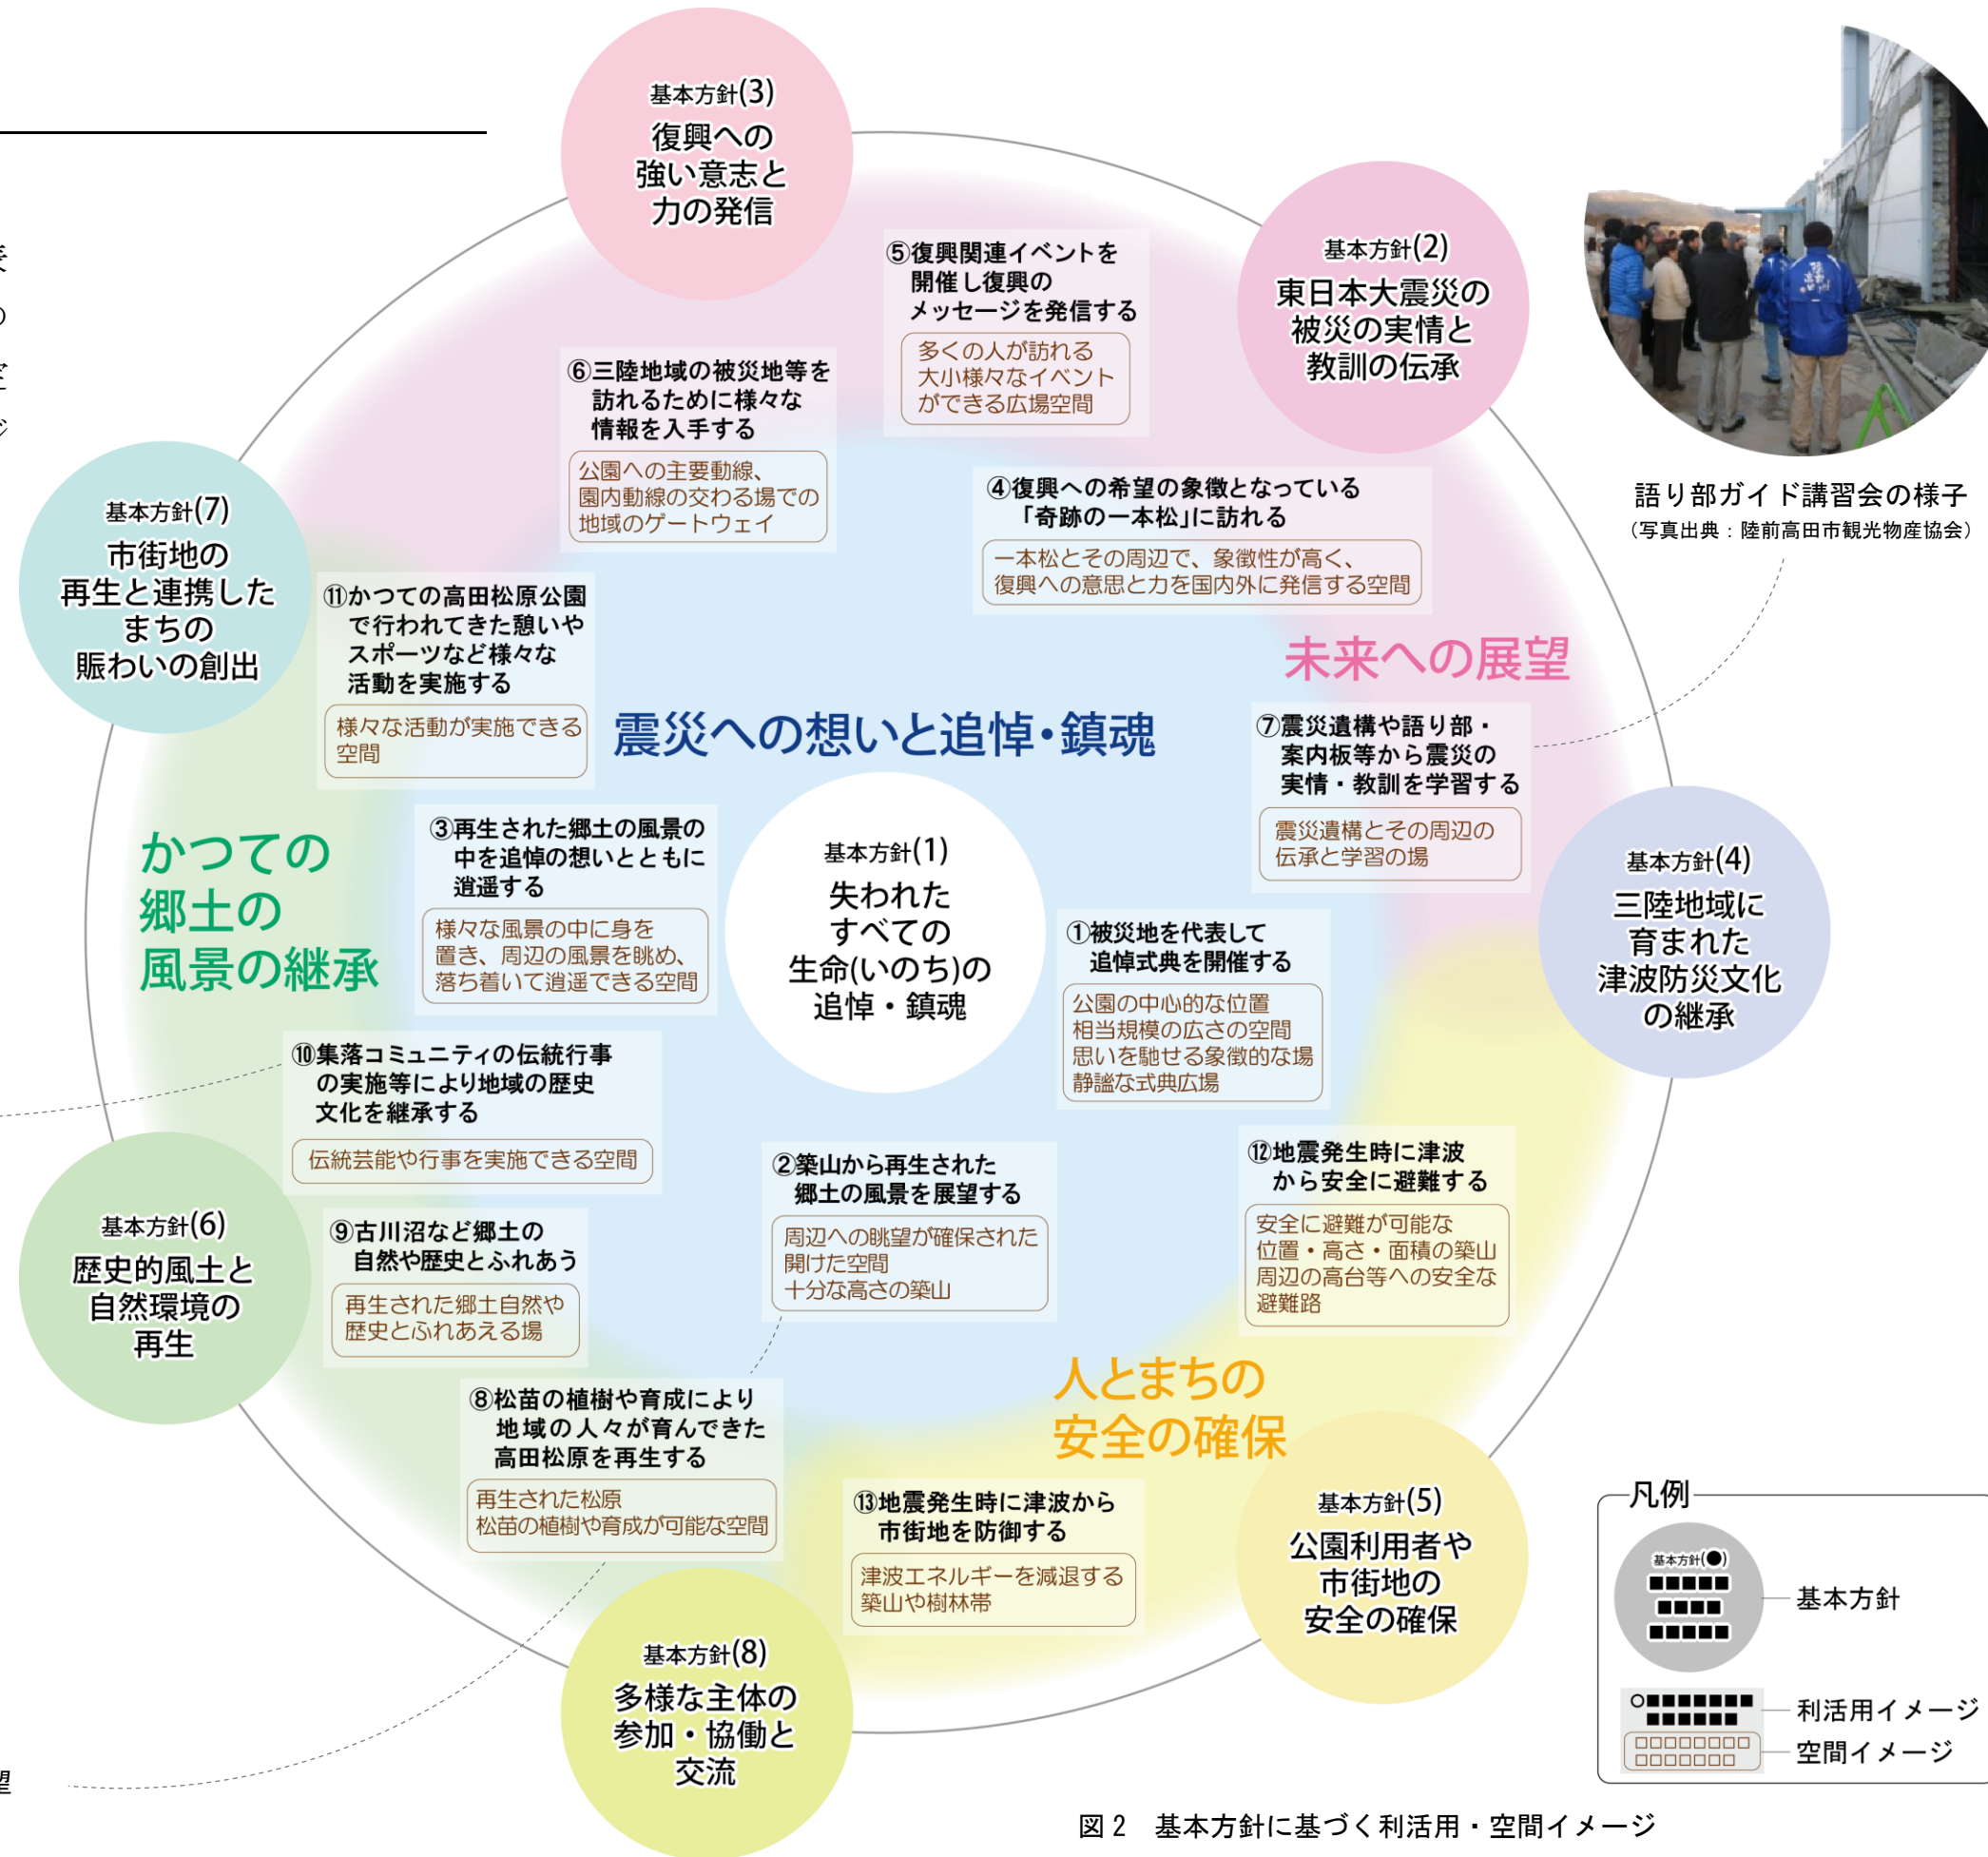 基本方針(3)
復興への
強い意志と
力の発信
基本方針(2)
東日本大震災の
被災の実情と
教訓の伝承
⑤復興関連イベントを
開催し復興の
メッセージを発信する
多くの人が訪れる
大小様々なイベント
ができる広場空間
⑥三陸地域の被災地等を
訪れるために様々な
情報を入手する
公園への主要動線、
園内動線の交わる場での
地域のゲートウェイ
④復興への希望の象徴となっている
「奇跡の一本松」に訪れる
一本松とその周辺で、象徴性が高く、
復興への意思と力を国内外に発信する空間
語り部ガイド講習会の様子
（写真出典：陸前高田市観光物産協会）
基本方針(7)
市街地の
再生と連携した
まちの
賑わいの創出
⑪かつての高田松原公園
で行われてきた憩いや
スポーツなど様々な
活動を実施する
様々な活動が実施できる
空間
未来への展望
震災への想いと追悼・鎮魂
⑦震災遺構や語り部・
案内板等から震災の
実情・教訓を学習する
震災遺構とその周辺の
伝承と学習の場
かつての
郷土の
風景の継承
③再生された郷土の風景の
中を追悼の想いとともに
逍遥する
様々な風景の中に身を
置き、周辺の風景を眺め、
落ち着いて逍遥できる空間
基本方針(1)
失われた
すべての
生命(いのち)の
追悼・鎮魂
①被災地を代表して
追悼式典を開催する
公園の中心的な位置
相当規模の広さの空間
思いを馳せる象徴的な場
静謐な式典広場
基本方針(4)
三陸地域に
育まれた
津波防災文化
の継承
⑩集落コミュニティの伝統行事
の実施等により地域の歴史
文化を継承する
伝統芸能や行事を実施できる空間
②築山から再生された
郷土の風景を展望する
周辺への眺望が確保された
開けた空間
十分な高さの築山
⑫地震発生時に津波
から安全に避難する
安全に避難が可能な
位置・高さ・面積の築山
周辺の高台等への安全な
避難路
基本方針(6)
歴史的風土と
自然環境の
再生
⑨古川沼など郷土の
自然や歴史とふれあう
再生された郷土自然や
歴史とふれあえる場
⑧松苗の植樹や育成により
地域の人々が育んできた
高田松原を再生する
再生された松原
松苗の植樹や育成が可能な空間
人とまちの
安全の確保
⑬地震発生時に津波から
市街地を防御する
津波エネルギーを減退する
築山や樹林帯
基本方針(5)
公園利用者や
市街地の
安全の確保
基本方針(8)
多様な主体の
参加・協働と
交流
凡例
基本方針(●)
■■■■■
■■■■
■■■■■
基本方針
○■■■■■■■
■■■■■■
利活用イメージ
□□□□□□□□
□□□□□□□
空間イメージ
望
図2　基本方針に基づく利活用・空間イメージ